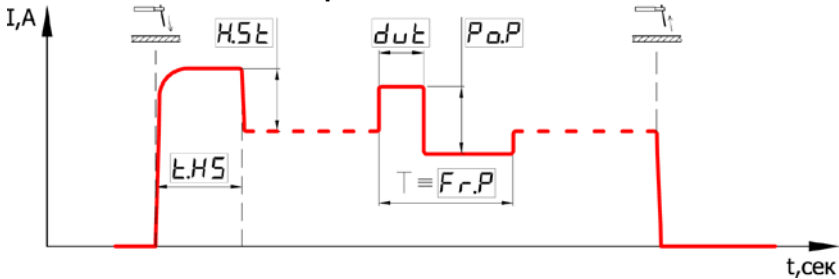 I,A
H.St
dut
Po.P
t.HS
T ≡ Fr.P
t,сек